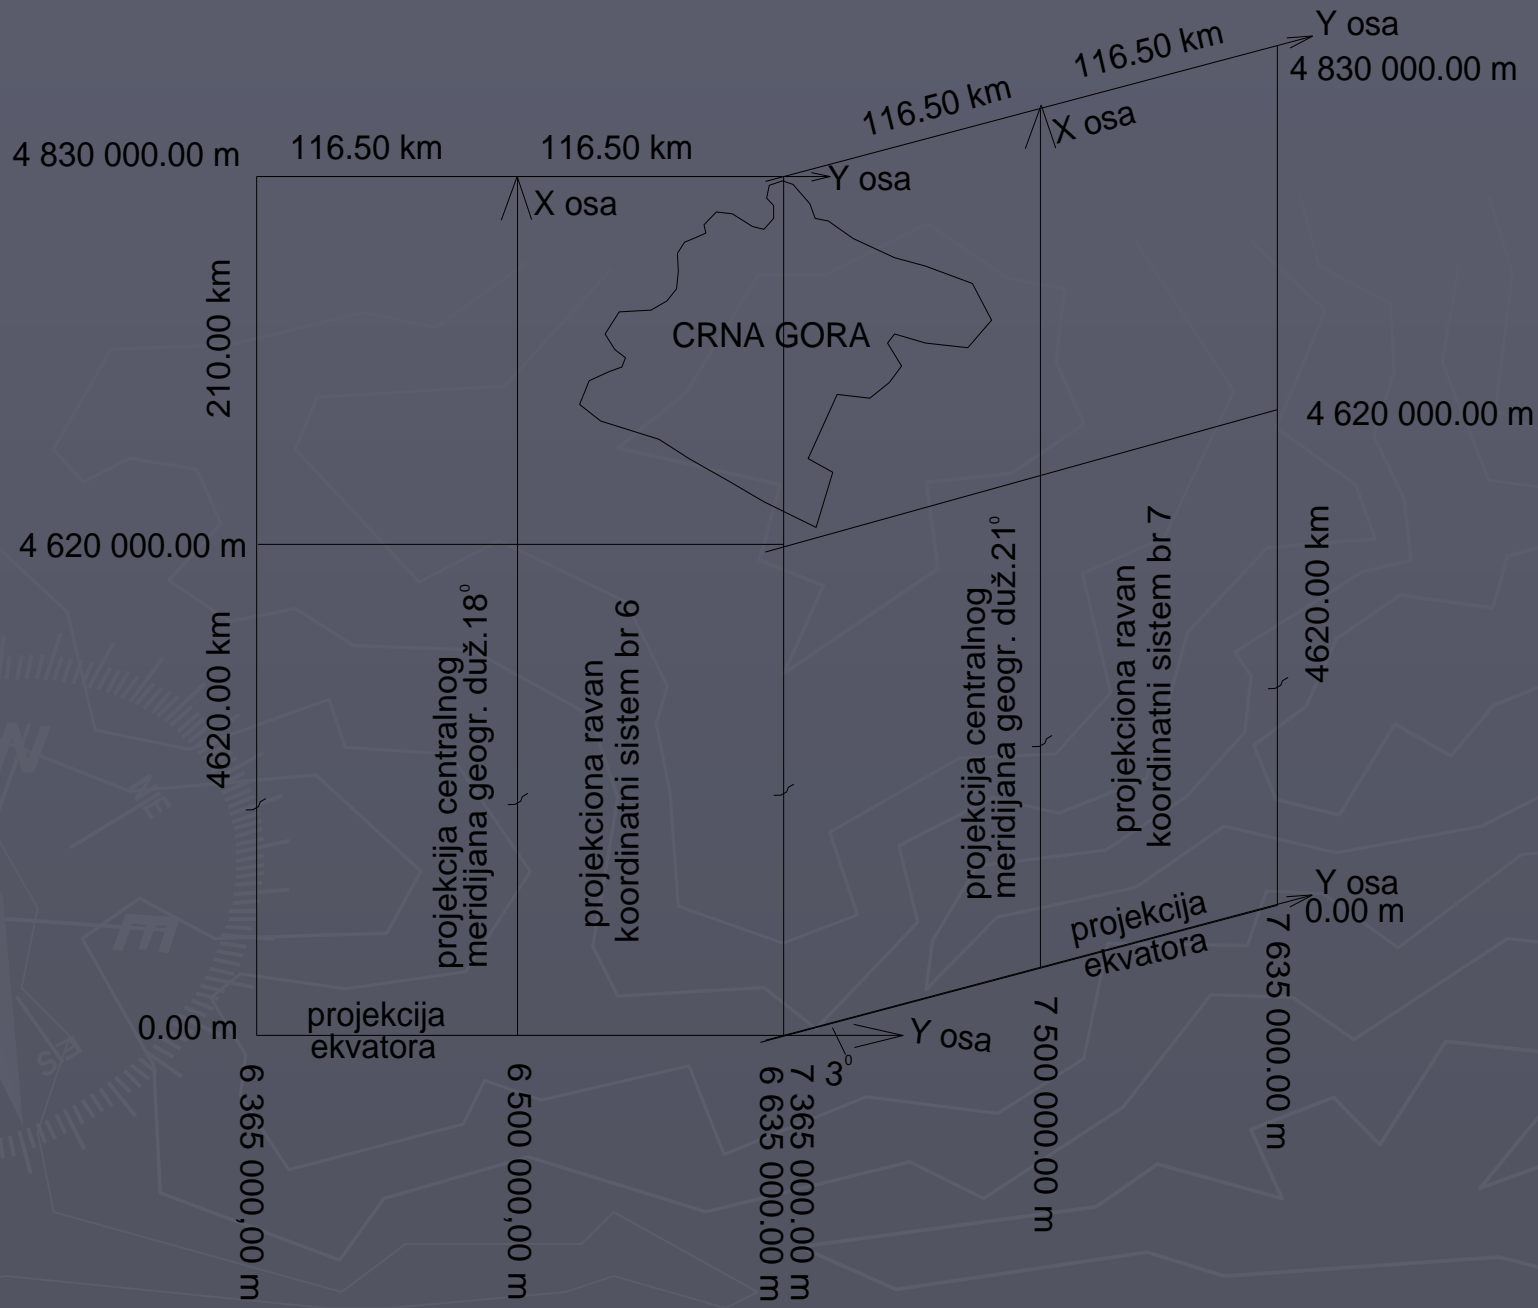 Y osa
4 830 000.00 m
116.50 km
116.50 km
X osa
4 830 000.00 m
116.50 km
116.50 km
Y osa
X osa
210.00 km
CRNA GORA
4 620 000.00 m
4 620 000.00 m
4620.00 km
projekcija centralnog
meridijana geogr. duž.18⁰
projekciona ravan
koordinatni sistem br 6
projekcija centralnog
meridijana geogr. duž.21⁰
projekciona ravan
koordinatni sistem br 7
4620.00 km
N
NE
E
ES
Y osa
0.00 m
projekcija
ekvatora
0.00 m
projekcija
ekvatora
Y osa
3⁰
6 365 000,00 m
6 500 000,00 m
6 635 000.00 m
7 365 000.00 m
7 500 000.00 m
7 635 000.00 m